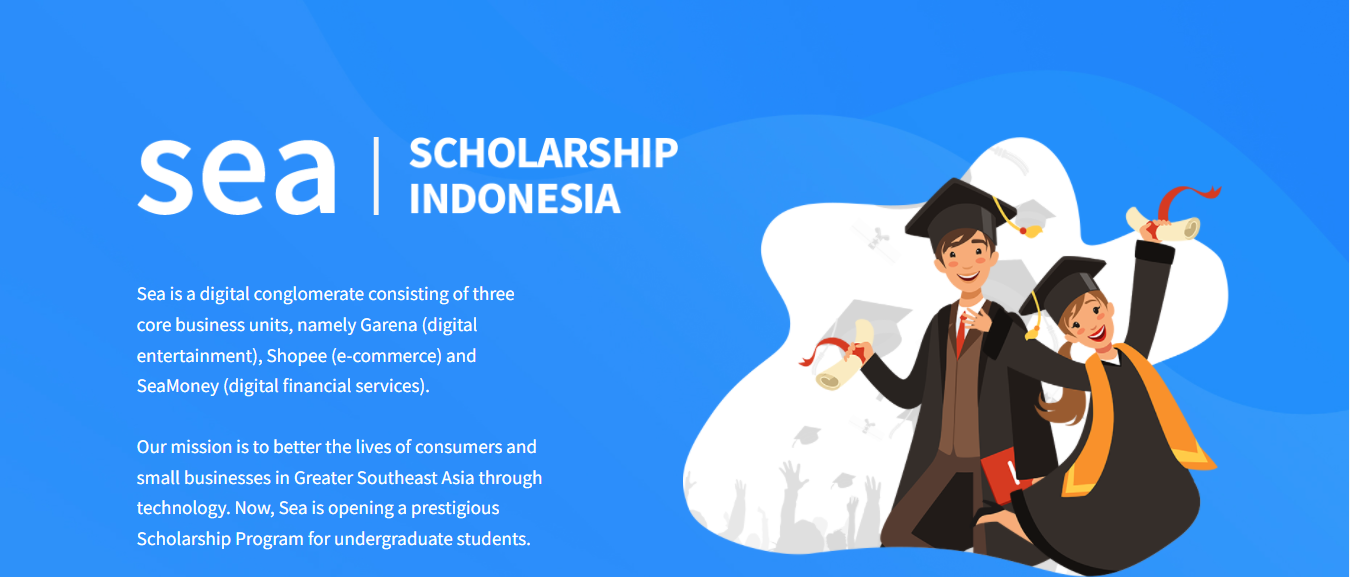 sea
SCHOLARSHIP
INDONESIA
Sea is a digital conglomerate consisting of three
core business units, namely Garena (digital
entertainment), Shopee (e-commerce) and
SeaMoney (digital financial services).
Our mission is to better the lives of consumers and
small businesses in Greater Southeast Asia through
technology. Now, Sea is opening a prestigious
Scholarship Program for undergraduate students.